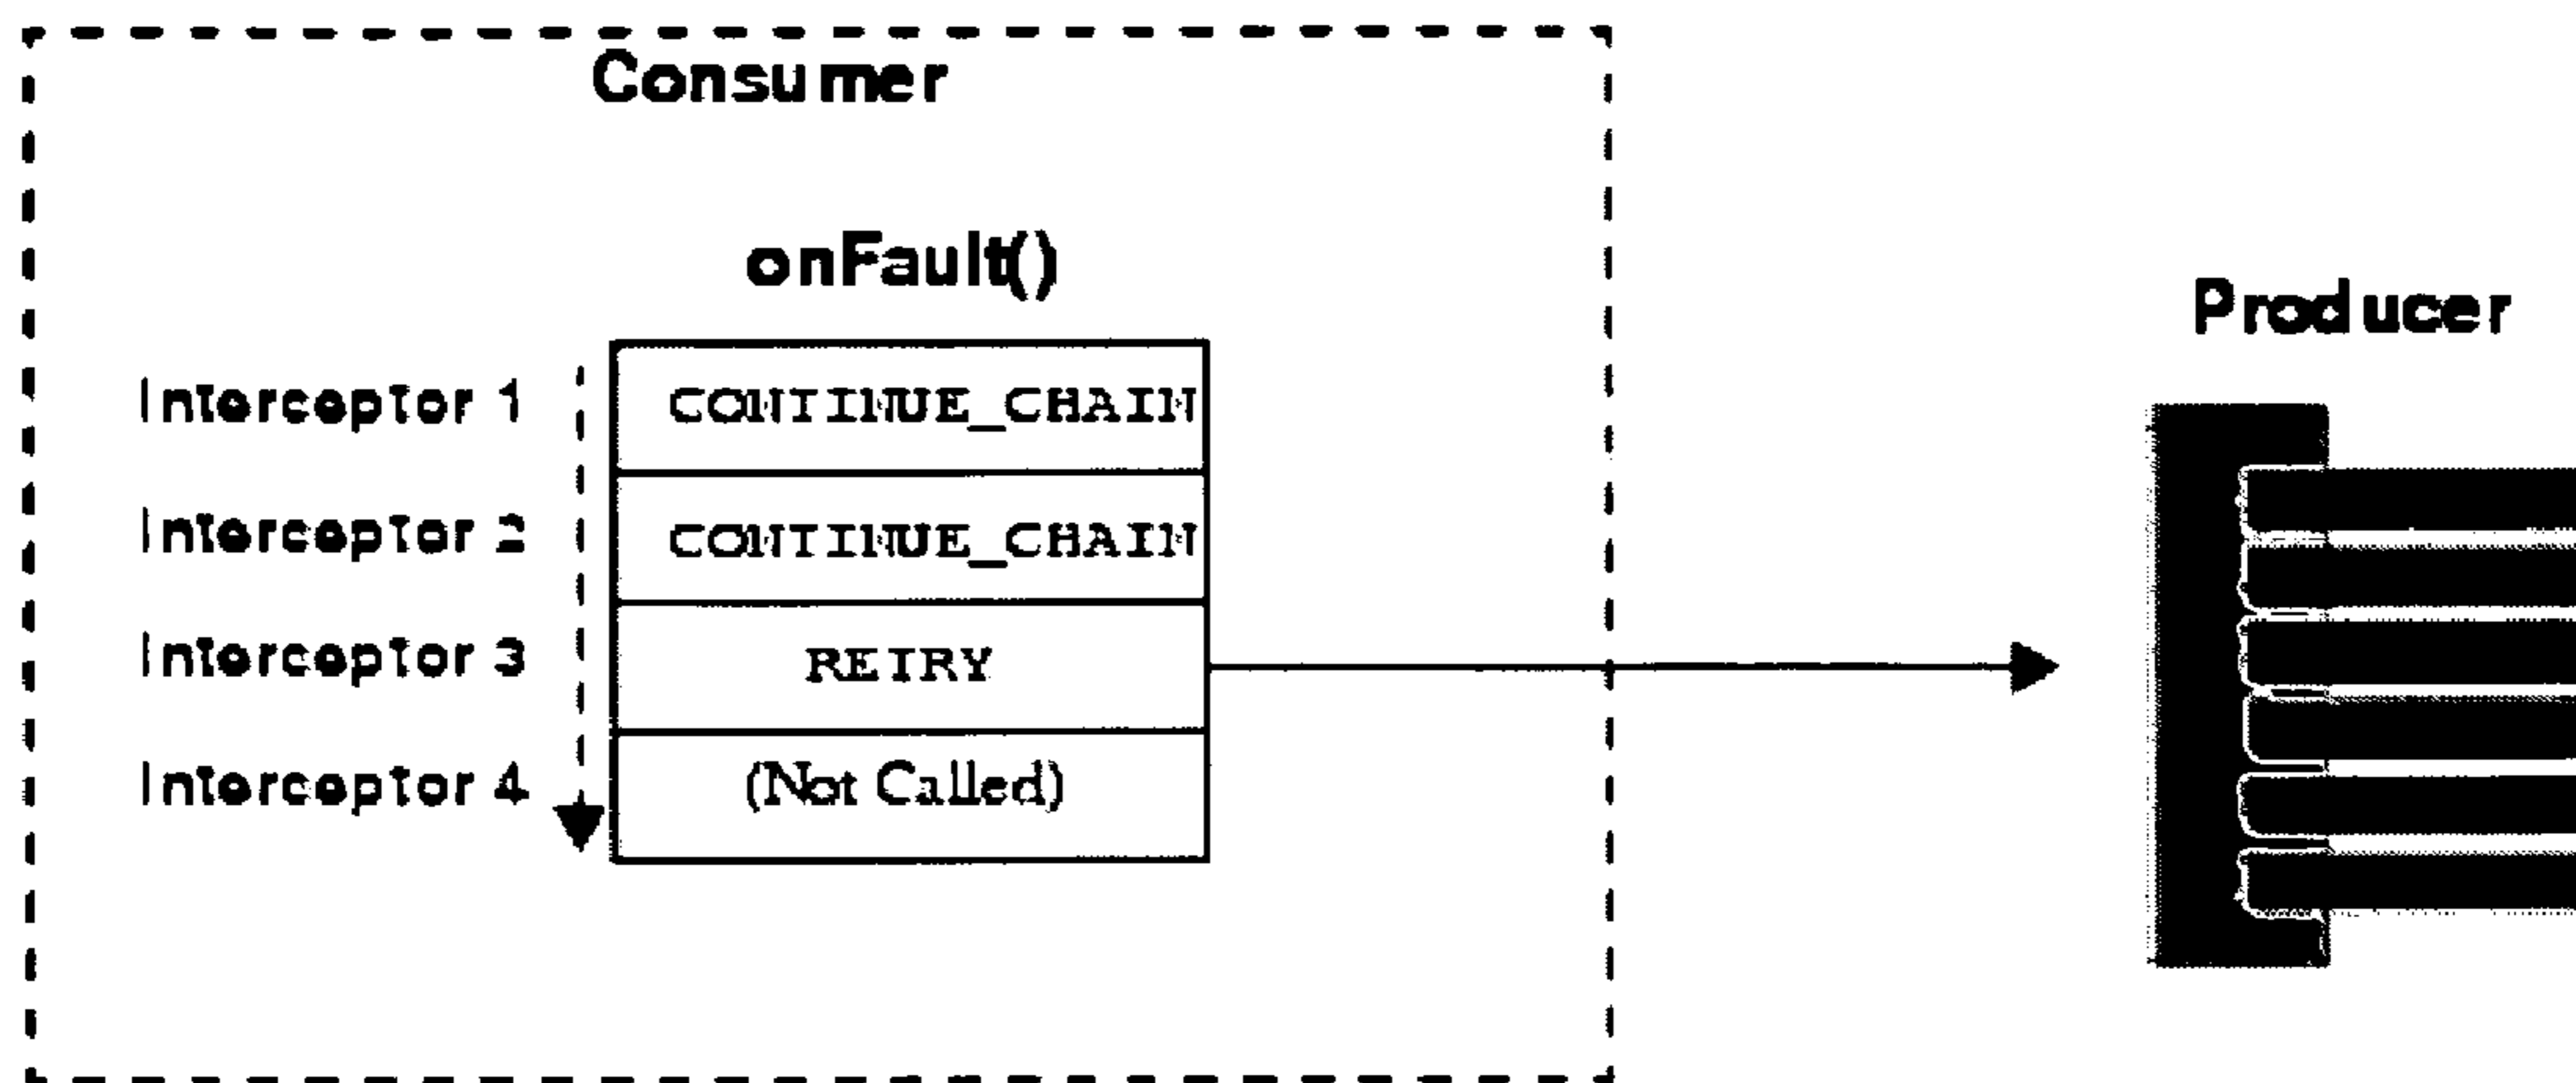 Consumer
onFault()
Producer
Interceptor 1 CONTINUE_CHAIN
Interceptor 2 CONTINUE_CHAIN
Interceptor 3 RETRY
Interceptor 4 (Not Called)